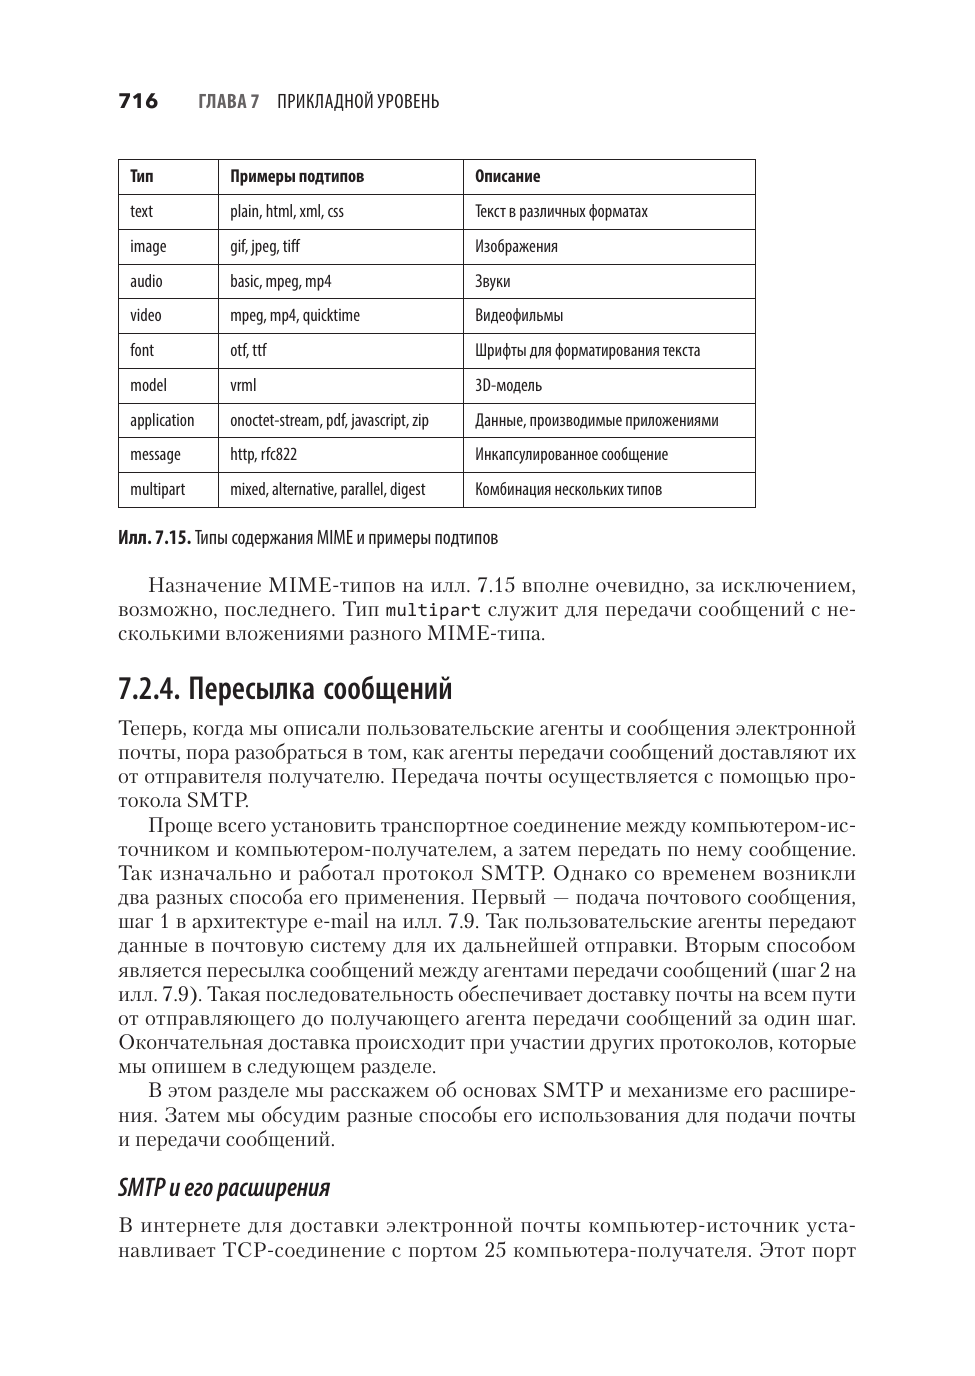 716 ГЛАВА 7 ПРИКЛАДНОЙ УРОВЕНЬ
Тип Примеры подтипов Описание
text plain, html, xml, css Текст в различных форматах
image gif, jpeg, tiff Изображения
audio basic, mpeg, mp4 Звуки
video mpeg, mp4, quicktime Видеофильмы
font otf, ttf Шрифты для форматирования текста
model vrml 3D-модель
application onoctet-stream, pdf, javascript, zip Данные, производимые приложениями
message http, rfc822 Инкапсулированное сообщение
multipart mixed, alternative, parallel, digest Комбинация нескольких типов
Илл. 7.15. Типы содержания MIME и примеры подтипов
Назначение MIME-типов на илл. 7.15 вполне очевидно, за исключением,
возможно, последнего. Тип multipart служит для передачи сообщений с не-
сколькими вложениями разного MIME-типа.
7.2.4. Пересылка сообщений
Теперь, когда мы описали пользовательские агенты и сообщения электронной
почты, пора разобраться в том, как агенты передачи сообщений доставляют их
от отправителя получателю. Передача почты осуществляется с помощью про-
токола SMTP.
Проще всего установить транспортное соединение между компьютером-ис-
точником и компьютером-получателем, а затем передать по нему сообщение.
Так изначально и работал протокол SMTP. Однако со временем возникли
два разных способа его применения. Первый — подача почтового сообщения,
шаг 1 в архитектуре e-mail на илл. 7.9. Так пользовательские агенты передают
данные в почтовую систему для их дальнейшей отправки. Вторым способом
является пересылка сообщений между агентами передачи сообщений (шаг 2 на
илл. 7.9). Такая последовательность обеспечивает доставку почты на всем пути
от отправляющего до получающего агента передачи сообщений за один шаг.
Окончательная доставка происходит при участии других протоколов, которые
мы опишем в следующем разделе.
В этом разделе мы расскажем об основах SMTP и механизме его расшире-
ния. Затем мы обсудим разные способы его использования для подачи почты
и передачи сообщений.
SMTP и его расширения
В интернете для доставки электронной почты компьютер-источник уста-
навливает TCP-соединение с портом 25 компьютера-получателя. Этот порт